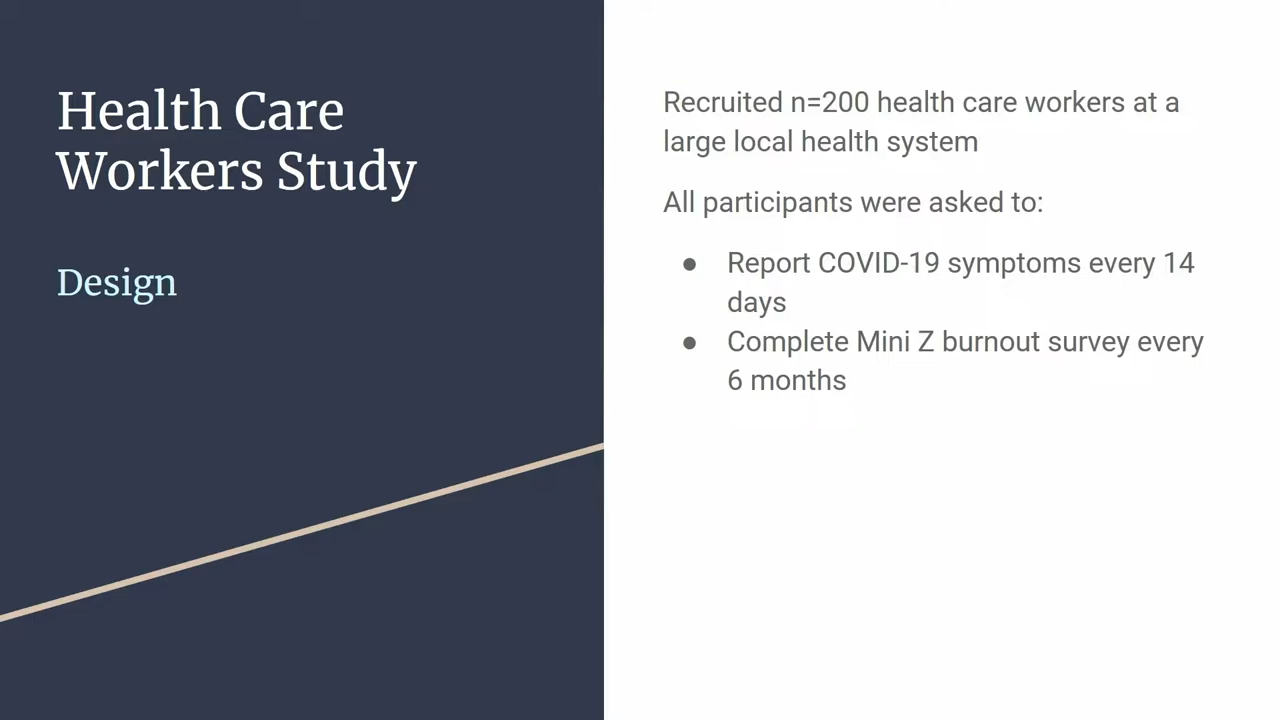 Health Care
Workers Study
Design
Recruited n=200 health care workers at a
large local health system
All participants were asked to:
● Report COVID-19 symptoms every 14
days
● Complete Mini Z burnout survey every
6 months